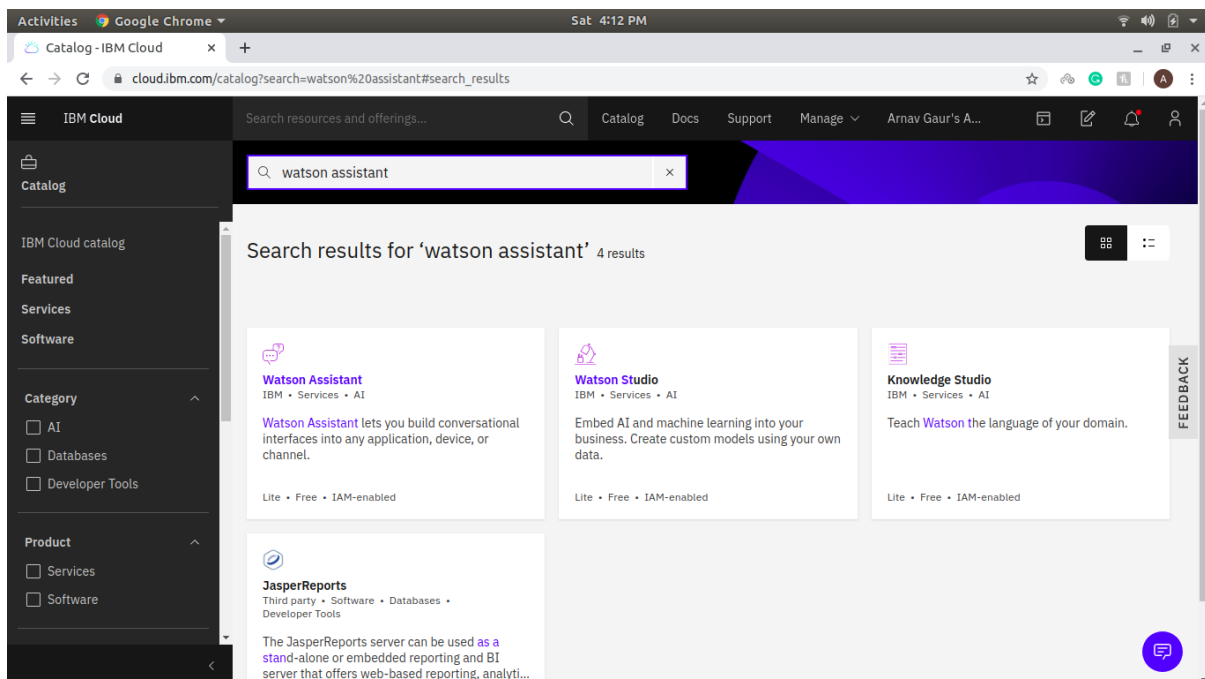 Activities Google Chrome Sat 4:12 PM
Catalog - IBM Cloud
cloud.ibm.com/catalog?search=watson%20assistant#search_results
A
IBM Cloud Search resources and offerings... Catalog Docs Support Manage Arnav Gaur's A...
Catalog
watson assistant
IBM Cloud catalog
Featured
Services
Software
Category
AI
Databases
Developer Tools
Product
Services
Software
Search results for ‘watson assistant’ 4 results
Watson Assistant
IBM • Services • AI
Watson Assistant lets you build conversational
interfaces into any application, device, or
channel.
Lite • Free • IAM-enabled
Watson Studio
IBM • Services • AI
Embed AI and machine learning into your
business. Create custom models using your own
data.
Lite • Free • IAM-enabled
Knowledge Studio
IBM • Services • AI
Teach Watson the language of your domain.
Lite • Free • IAM-enabled
JasperReports
Third party • Software • Databases •
Developer Tools
The JasperReports server can be used as a
stand-alone or embedded reporting and BI
server that offers web-based reporting, analyti...
FEEDBACK